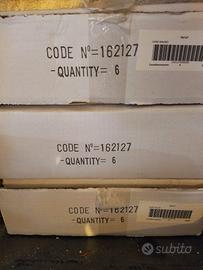 CODE Nº=162127
-QUANTITY= 6
CODE Nº=162127
-QUANTITY= 6
CODE Nº=162127
-QUANTITY= 6
subito